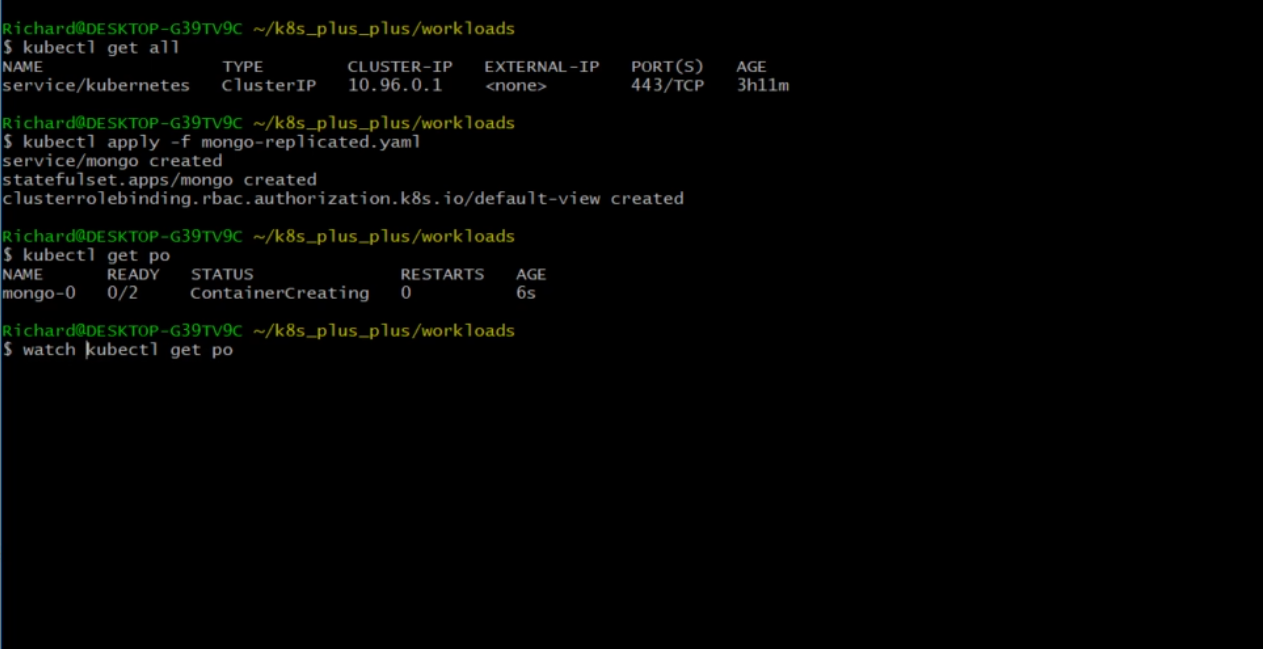 Richard@DESKTOP-G39TV9C ~/k8s_plus_plus/workloads
$ kubectl get all
NAME TYPE CLUSTER-IP EXTERNAL-IP PORT(S) AGE
service/kubernetes ClusterIP 10.96.0.1 <none> 443/TCP 3h11m
Richard@DESKTOP-G39TV9C ~/k8s_plus_plus/workloads
$ kubectl apply -f mongo-replicated.yaml
service/mongo created
statefulset.apps/mongo created
clusterrolebinding.rbac.authorization.k8s.io/default-view created
Richard@DESKTOP-G39TV9C ~/k8s_plus_plus/workloads
$ kubectl get po
NAME READY STATUS RESTARTS AGE
mongo-0 0/2 ContainerCreating 0 6s
Richard@DESKTOP-G39TV9C ~/k8s_plus_plus/workloads
$ watch kubectl get po